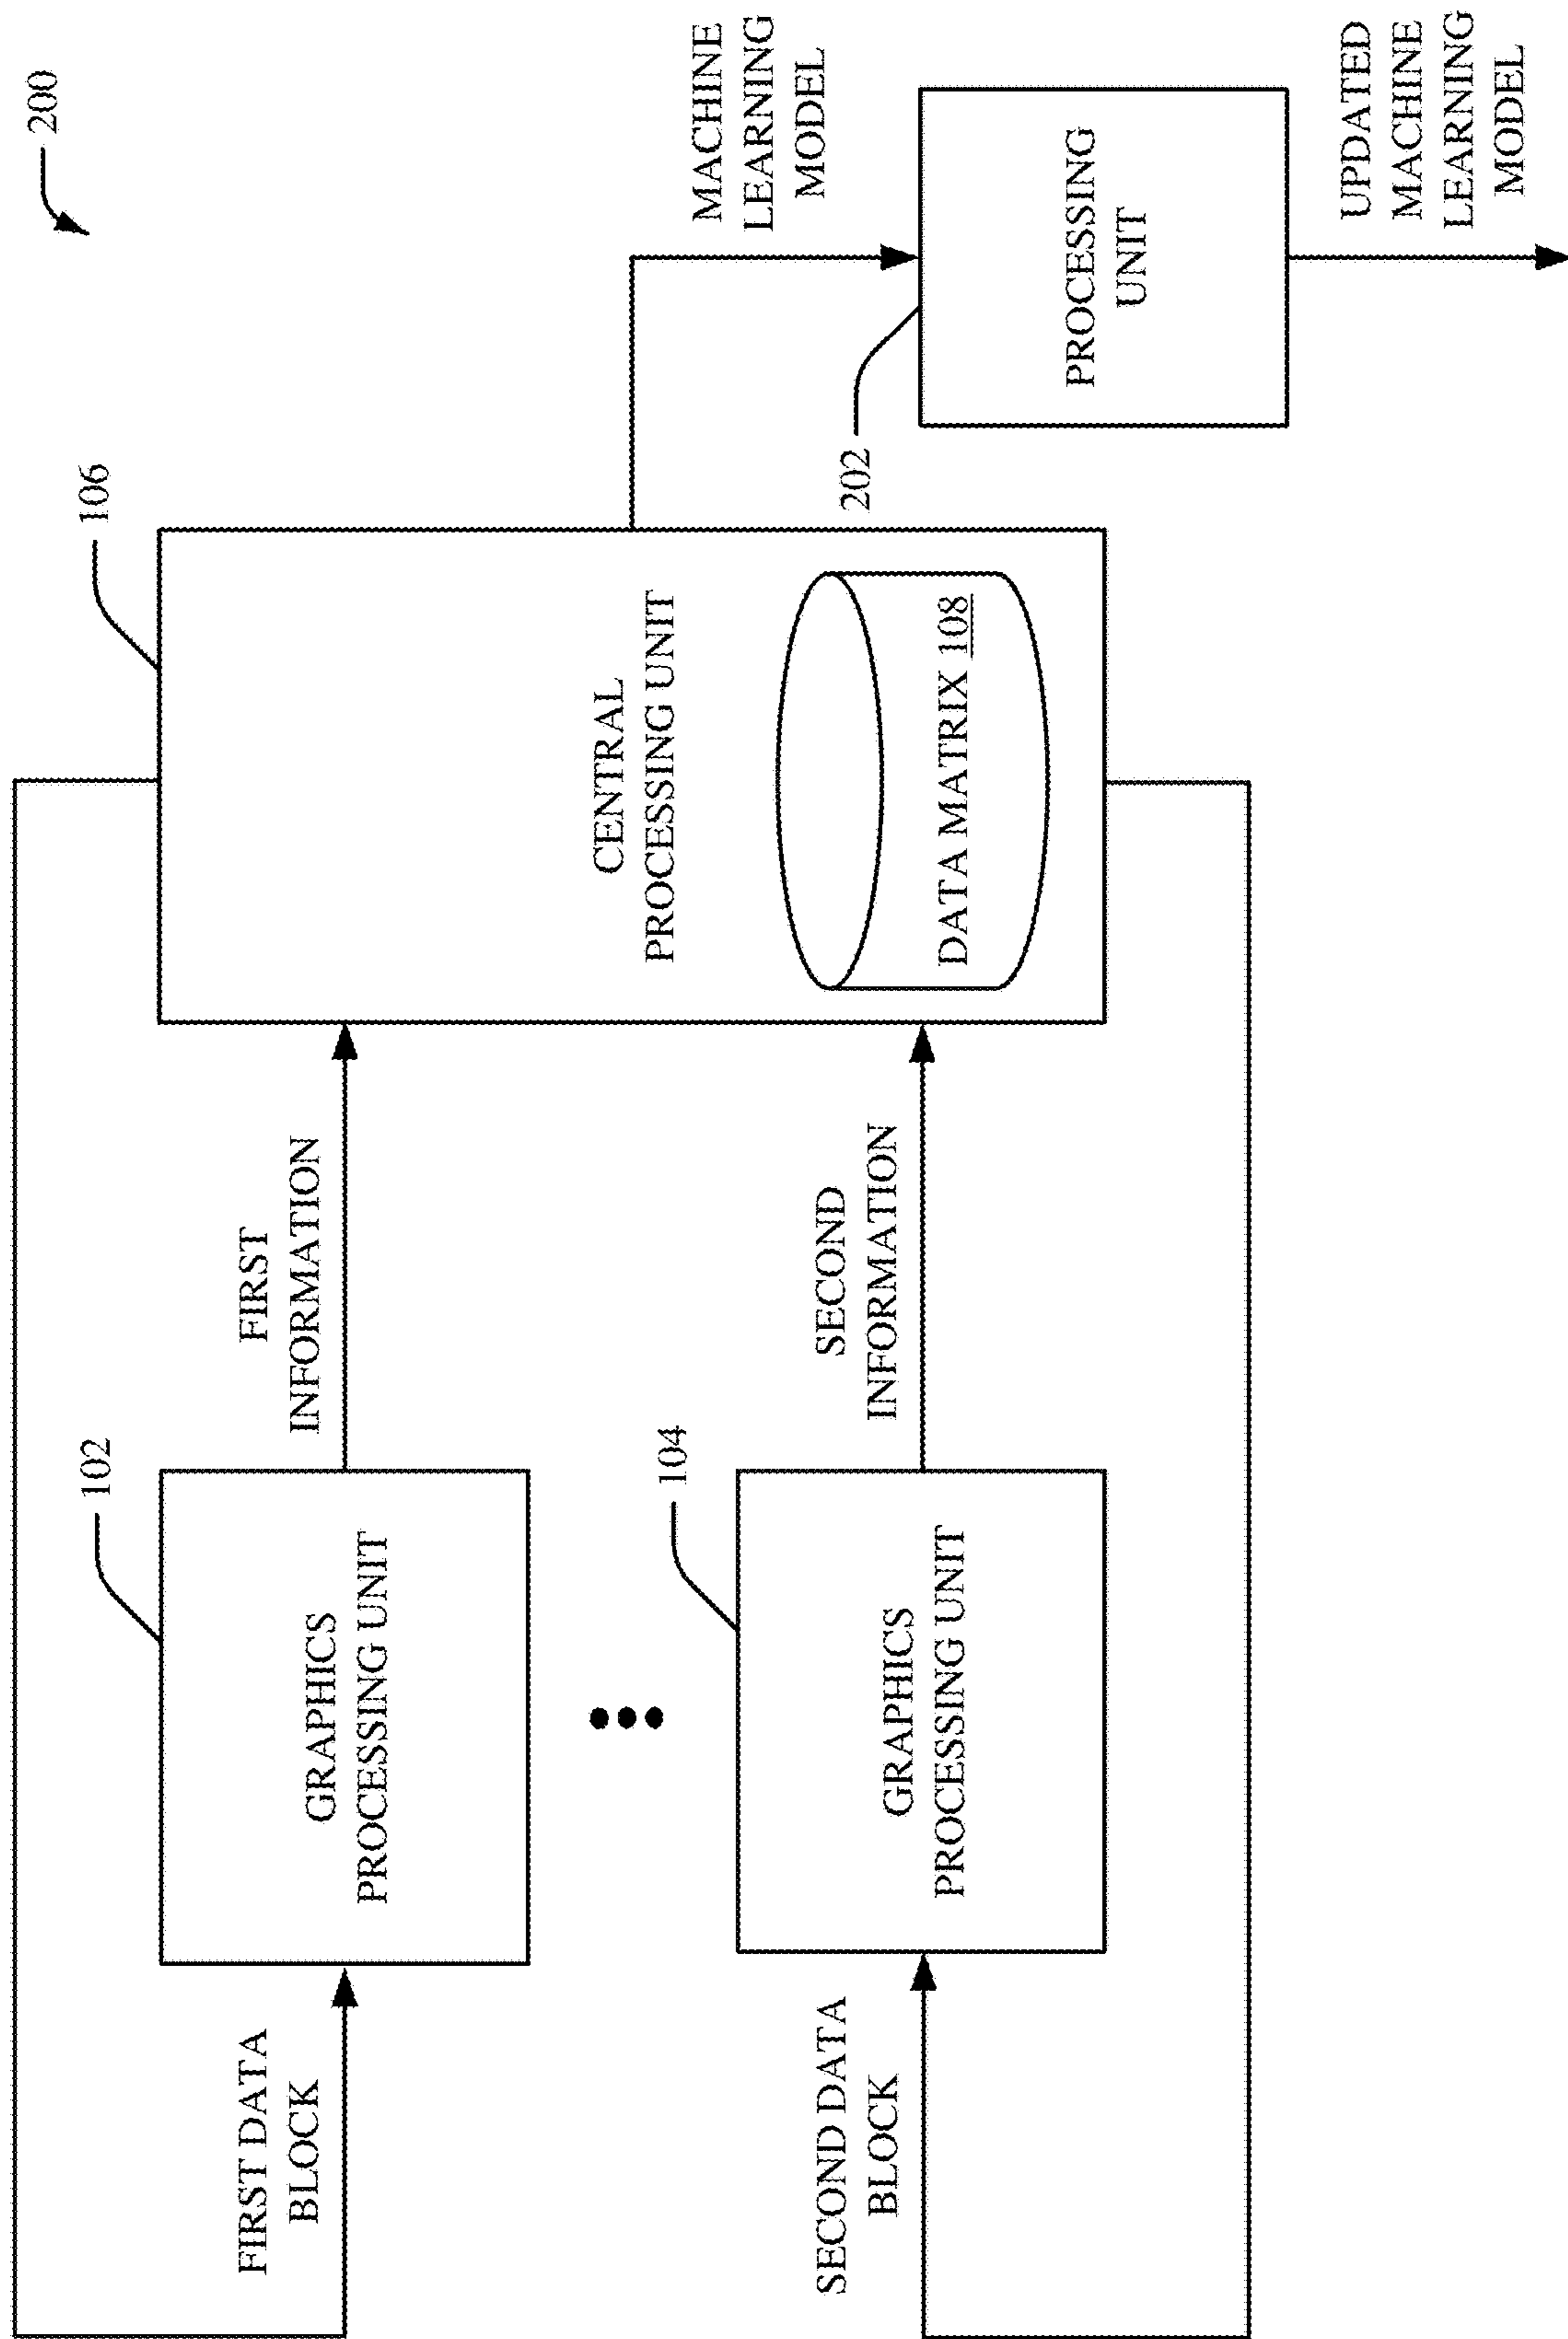 200
106
MACHINE
LEARNING
MODEL
102
FIRST
INFORMATION
FIRST DATA
BLOCK
GRAPHICS
PROCESSING UNIT
CENTRAL
PROCESSING UNIT
202
PROCESSING
UNIT
104
SECOND
INFORMATION
SECOND DATA
BLOCK
GRAPHICS
PROCESSING UNIT
DATA MATRIX 108
UPDATED
MACHINE
LEARNING
MODEL